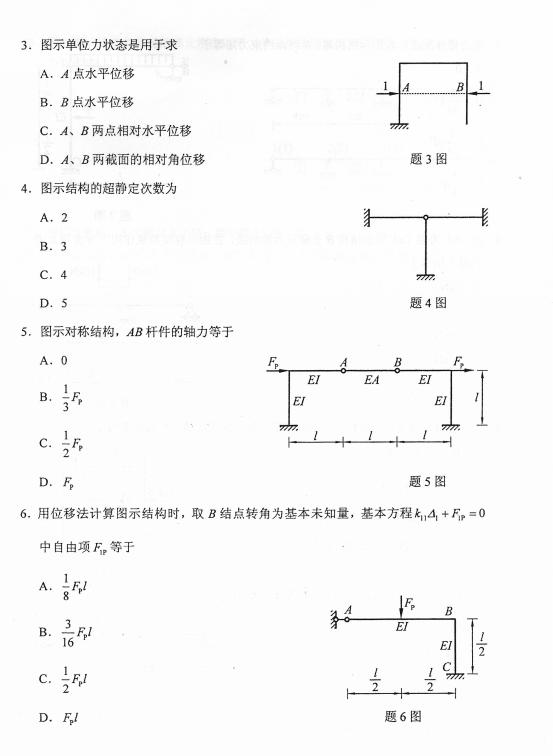 3. 图示单位力状态是用于求
A. A 点水平位移
B. B 点水平位移
C. A、B 两点相对水平位移
D. A、B 两截面的相对角位移
1 A B 1
题 3 图
4. 图示结构的超静定次数为
A. 2
B. 3
C. 4
D. 5
题 4 图
5. 图示对称结构，AB 杆件的轴力等于
A. 0
B. 1/3 Fₚ
C. 1/2 Fₚ
D. Fₚ
Fₚ A B Fₚ
EI EA EI
EI EI l
l l l
题 5 图
6. 用位移法计算图示结构时，取 B 结点转角为基本未知量，基本方程 k₁₁Δ₁ + F₁ₚ = 0
中自由项 F₁ₚ 等于
A. 1/8 Fₚl
B. 3/16 Fₚl
C. 1/2 Fₚl
D. Fₚl
A Fₚ B
EI
EI l/2
C
l/2 l/2
题 6 图